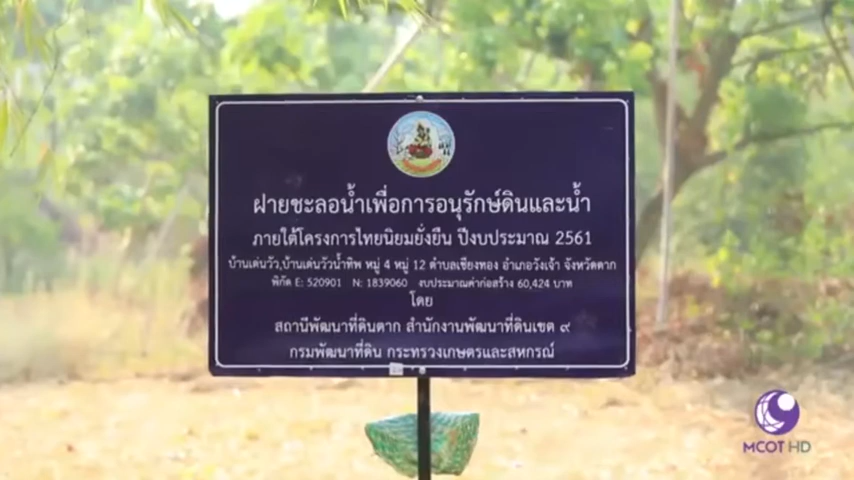 ฝายชะลอน้ำเพื่อการอนุรักษ์ดินและน้ำ
ภายใต้โครงการไทยนิยมยั่งยืน ปีงบประมาณ 2561
บ้านเด่นวัว,บ้านเด่นวัวน้ำทิพ หมู่ 4 หมู่ 12 ตำบลเชียงทอง อำเภอวังเจ้า จังหวัดตาก
พิกัด E: 520901 N: 1839060 งบประมาณค่าก่อสร้าง 60,424 บาท
โดย
สถานีพัฒนาที่ดินตาก สำนักงานพัฒนาที่ดินเขต ๙
กรมพัฒนาที่ดิน กระทรวงเกษตรและสหกรณ์
MCOT HD